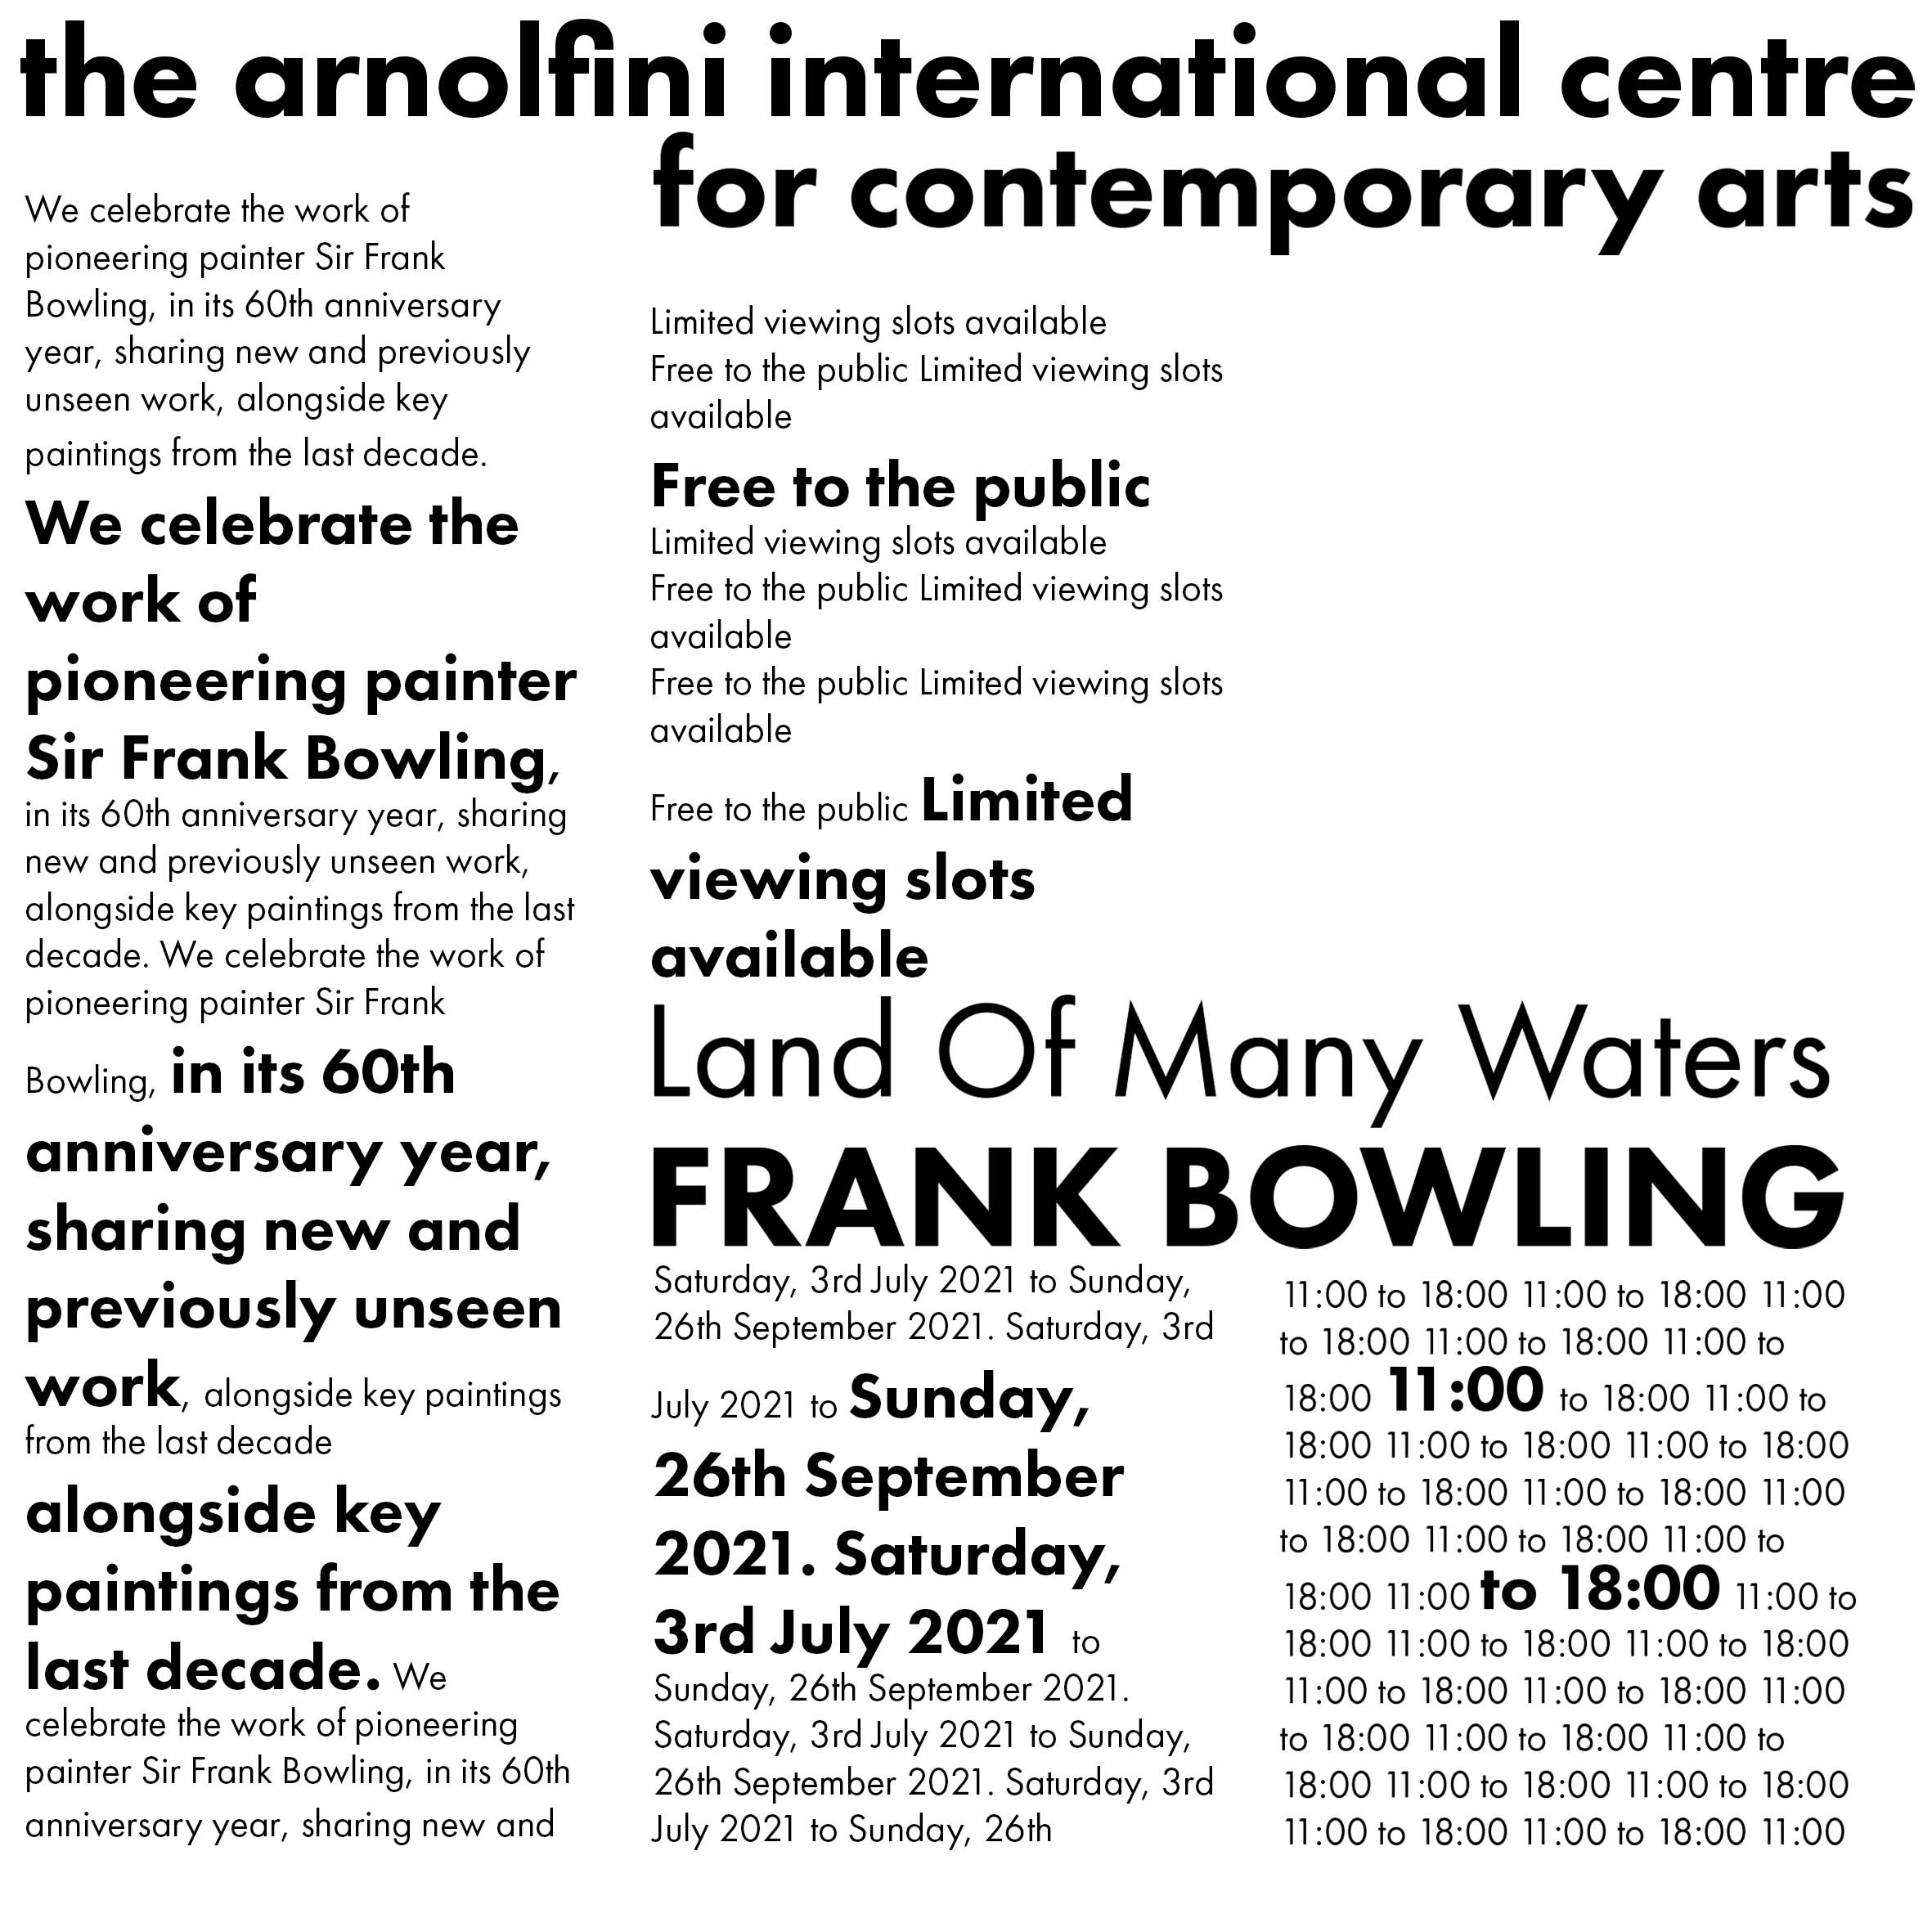 the arnolfini international centre
for contemporary arts
We celebrate the work of
pioneering painter Sir Frank
Bowling, in its 60th anniversary
year, sharing new and previously
unseen work, alongside key
paintings from the last decade.
We celebrate the
work of
pioneering painter
Sir Frank Bowling,
in its 60th anniversary year, sharing
new and previously unseen work,
alongside key paintings from the last
decade. We celebrate the work of
pioneering painter Sir Frank
Bowling, in its 60th
anniversary year,
sharing new and
previously unseen
work, alongside key paintings
from the last decade
alongside key
paintings from the
last decade. We
celebrate the work of pioneering
painter Sir Frank Bowling, in its 60th
anniversary year, sharing new and
Limited viewing slots available
Free to the public Limited viewing slots
available
Free to the public
Limited viewing slots available
Free to the public Limited viewing slots
available
Free to the public Limited viewing slots
available
Free to the public Limited
viewing slots
available
Land Of Many Waters
FRANK BOWLING
Saturday, 3rd July 2021 to Sunday,
26th September 2021. Saturday, 3rd
July 2021 to Sunday,
26th September
2021. Saturday,
3rd July 2021 to
Sunday, 26th September 2021.
Saturday, 3rd July 2021 to Sunday,
26th September 2021. Saturday, 3rd
July 2021 to Sunday, 26th
11:00 to 18:00 11:00 to 18:00 11:00
to 18:00 11:00 to 18:00 11:00 to
18:00 11:00 to 18:00 11:00 to
18:00 11:00 to 18:00 11:00 to 18:00
11:00 to 18:00 11:00 to 18:00 11:00
to 18:00 11:00 to 18:00 11:00 to
18:00 11:00 to 18:00 11:00 to
18:00 11:00 to 18:00 11:00 to 18:00
11:00 to 18:00 11:00 to 18:00 11:00
to 18:00 11:00 to 18:00 11:00 to
18:00 11:00 to 18:00 11:00 to 18:00
11:00 to 18:00 11:00 to 18:00 11:00